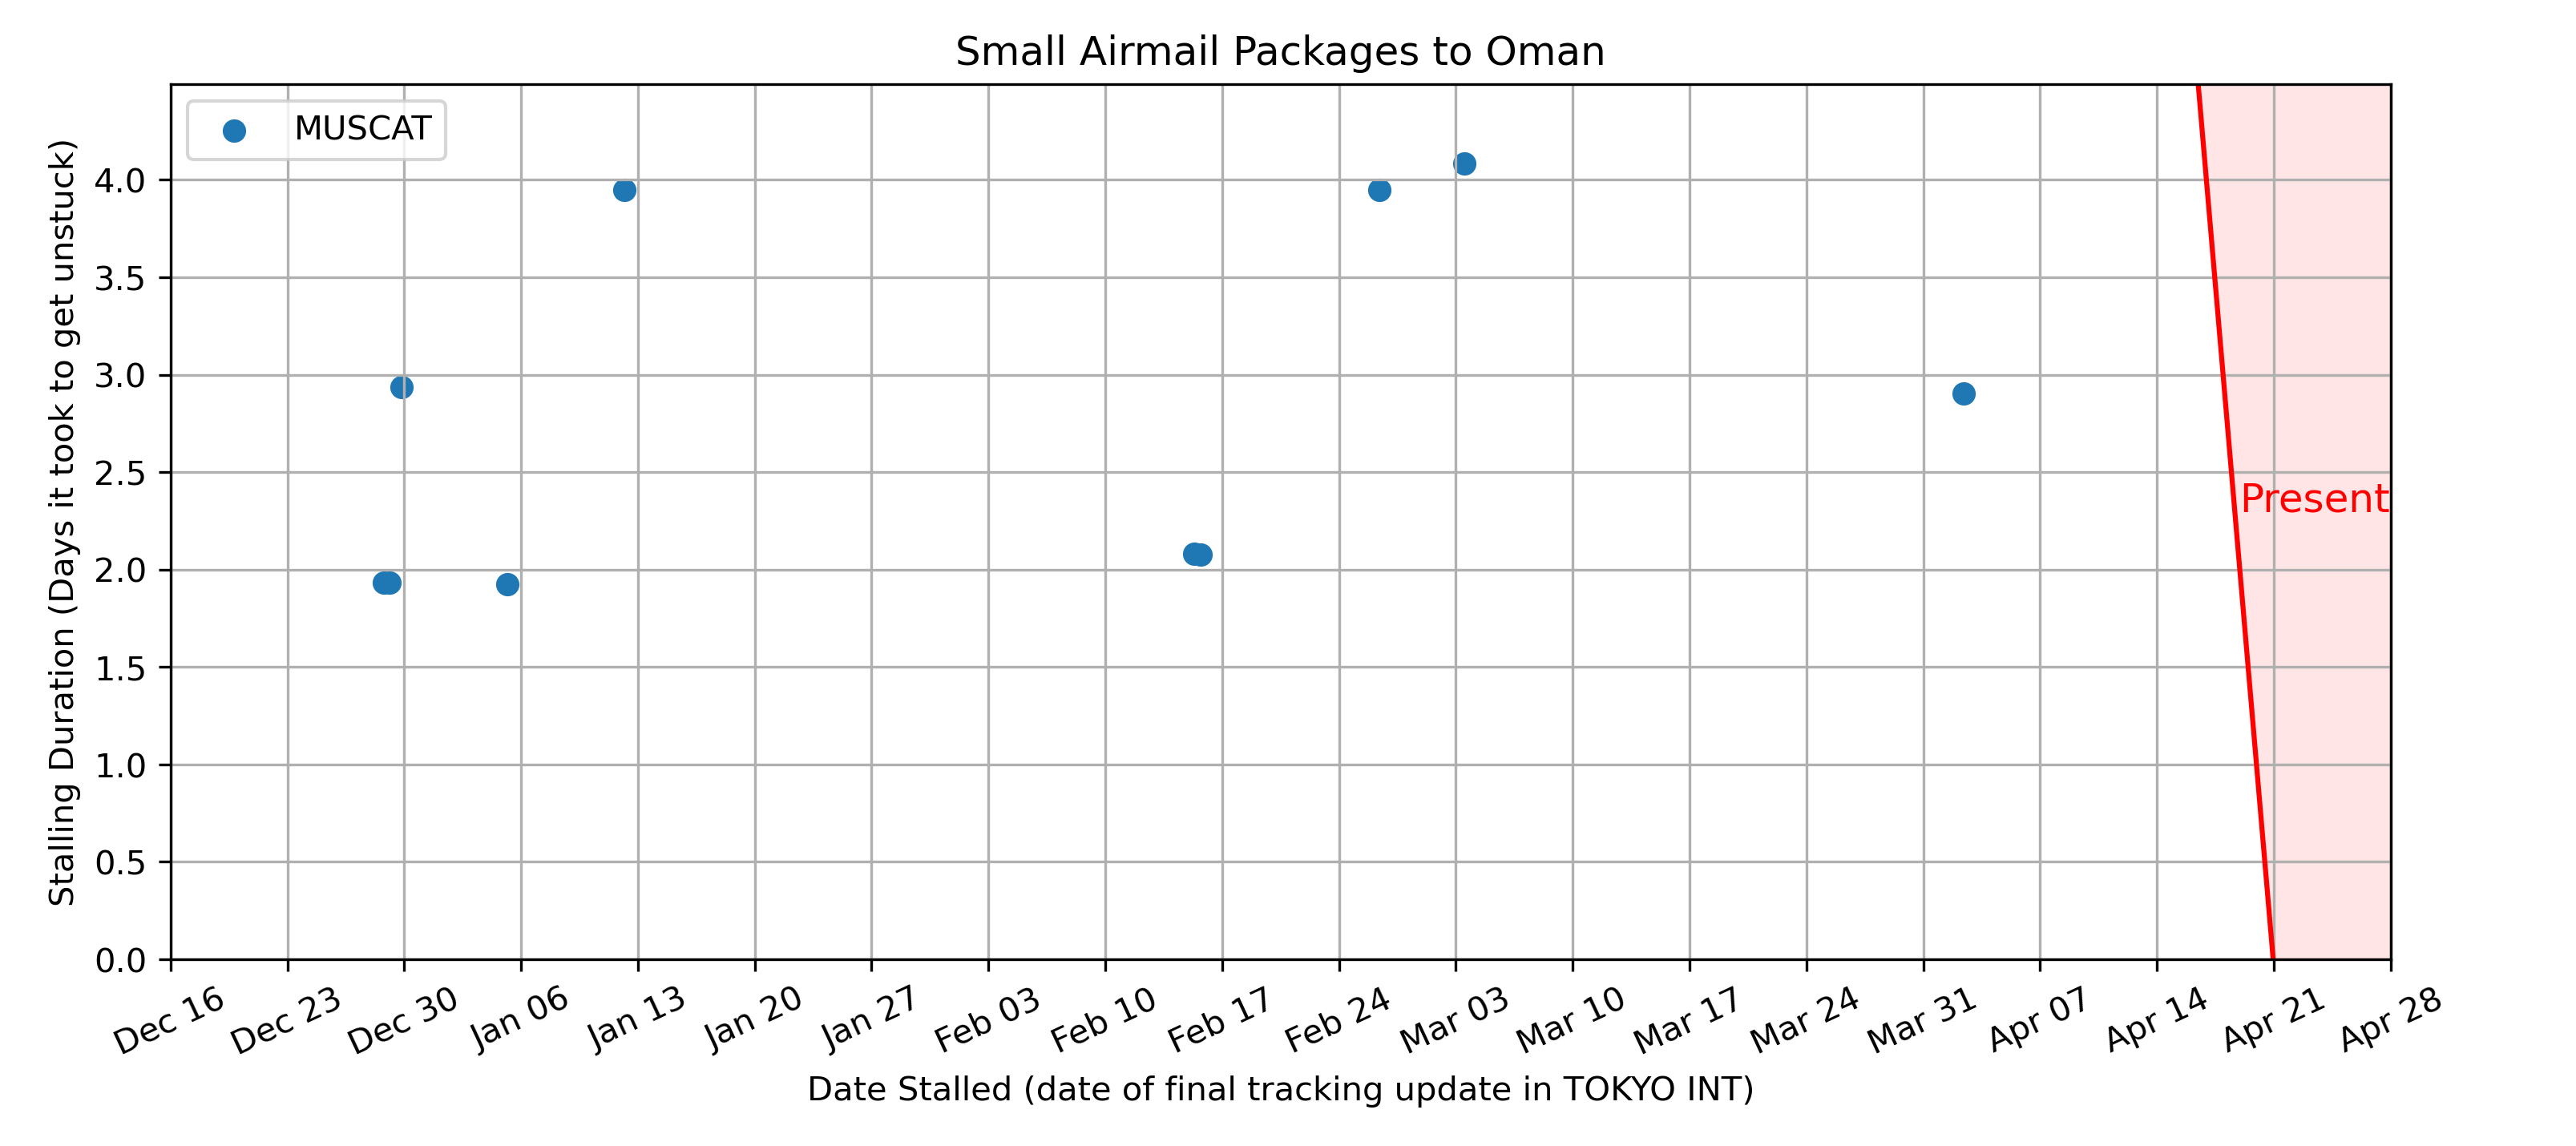 Small Airmail Packages to Oman
MUSCAT
Stalling Duration (Days it took to get unstuck)
4.0
3.5
3.0
2.5
2.0
1.5
1.0
0.5
0.0
Present
Dec 16 Dec 23 Dec 30 Jan 06 Jan 13 Jan 20 Jan 27 Feb 03 Feb 10 Feb 17 Feb 24 Mar 03 Mar 10 Mar 17 Mar 24 Mar 31 Apr 07 Apr 14 Apr 21 Apr 28
Date Stalled (date of final tracking update in TOKYO INT)